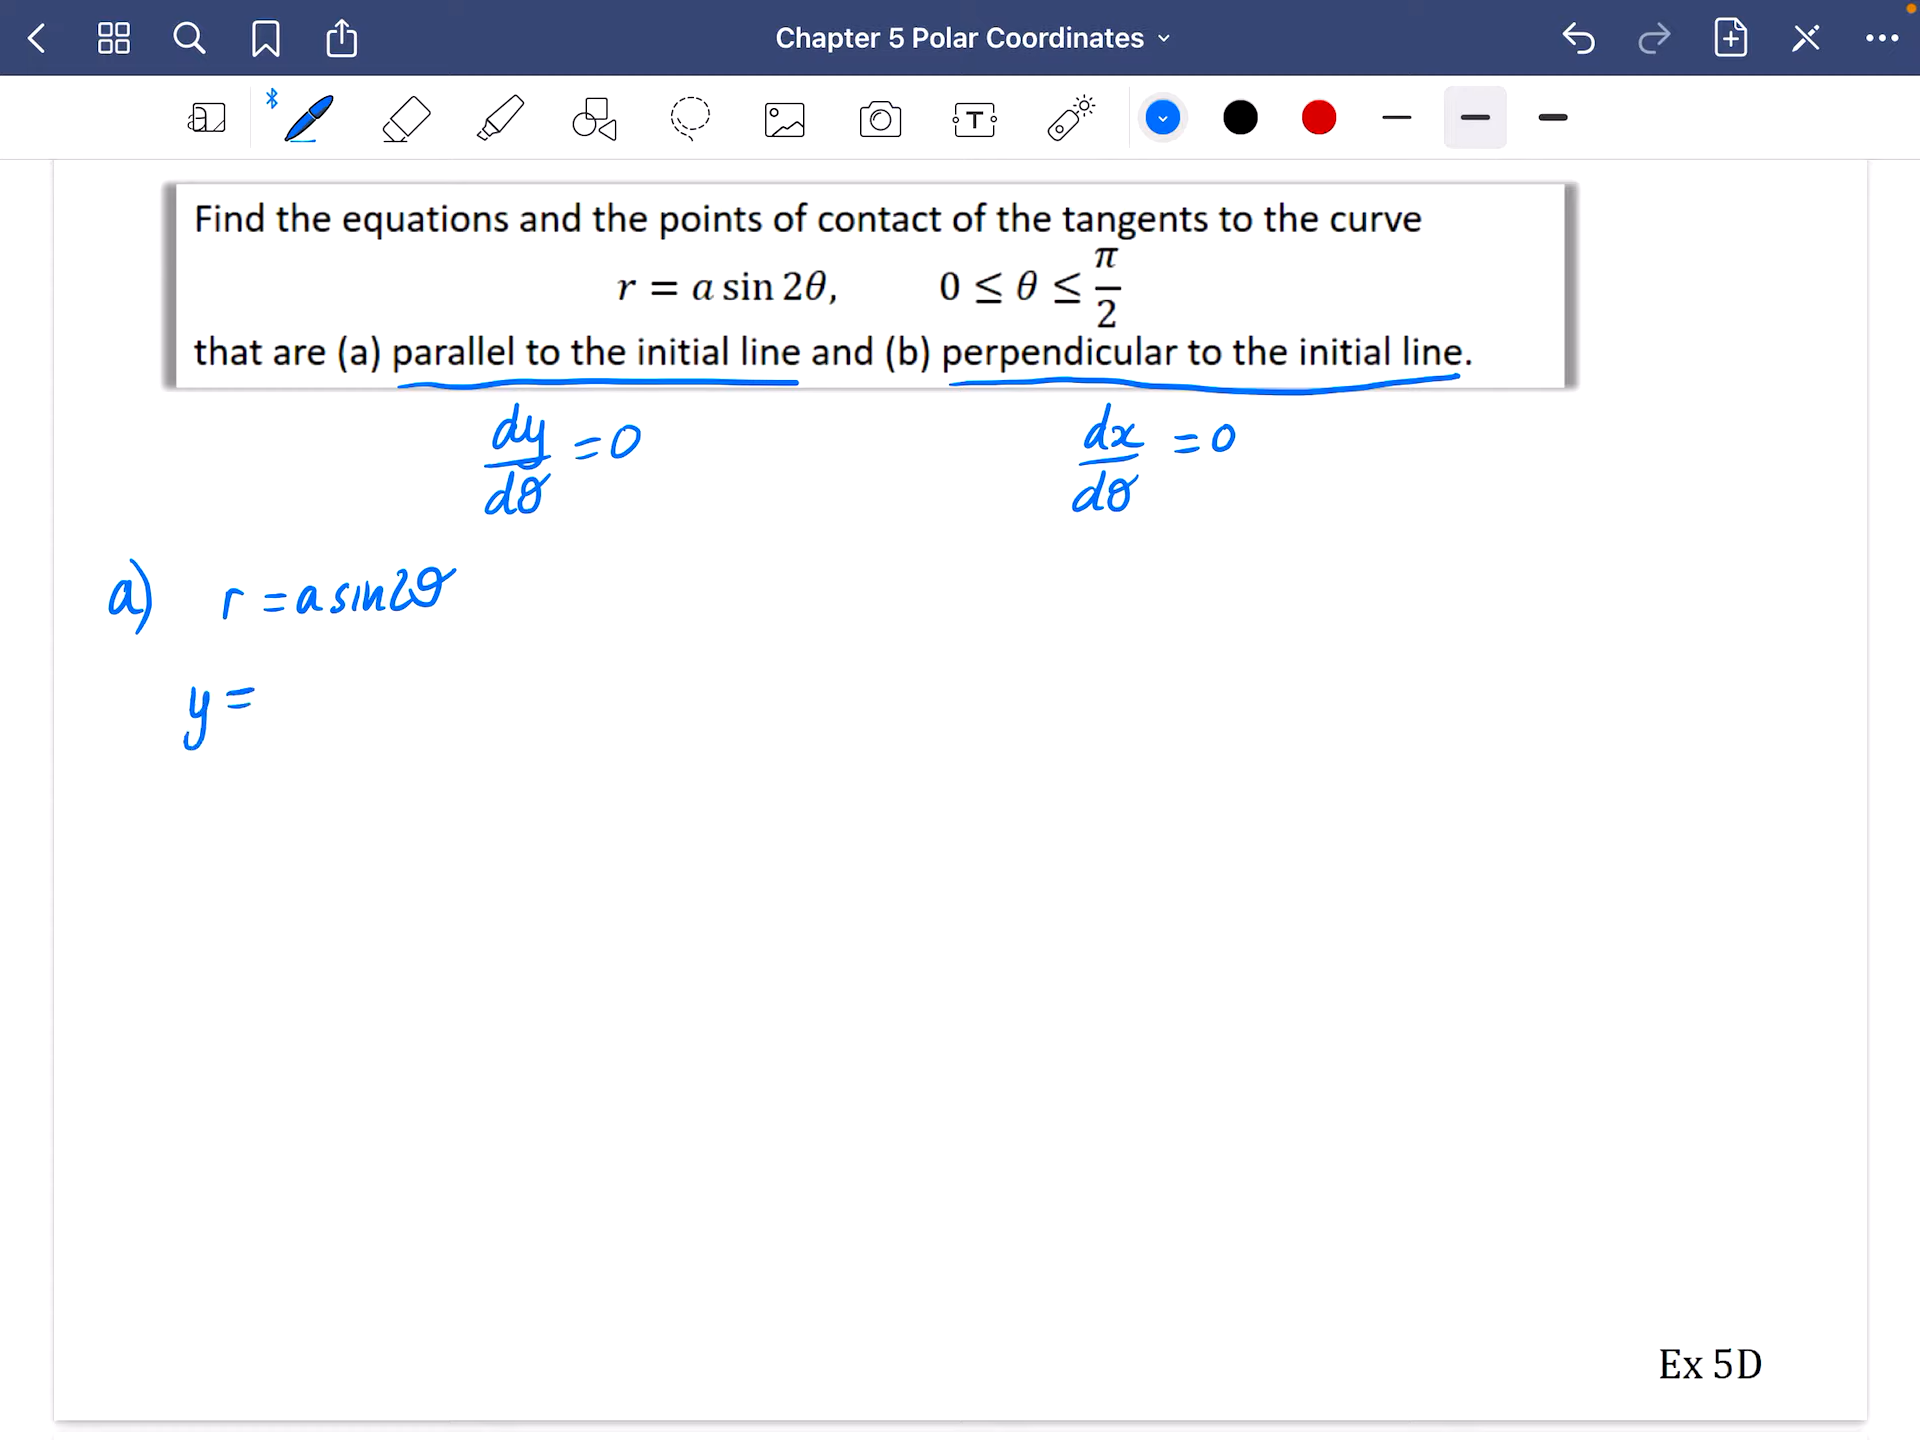 Chapter 5 Polar Coordinates
Find the equations and the points of contact of the tangents to the curve
r = a sin 2θ, 0 ≤ θ ≤ π/2
that are (a) parallel to the initial line and (b) perpendicular to the initial line.
dy/dθ = 0 dx/dθ = 0
a) r = a sin2θ
y =
Ex 5D